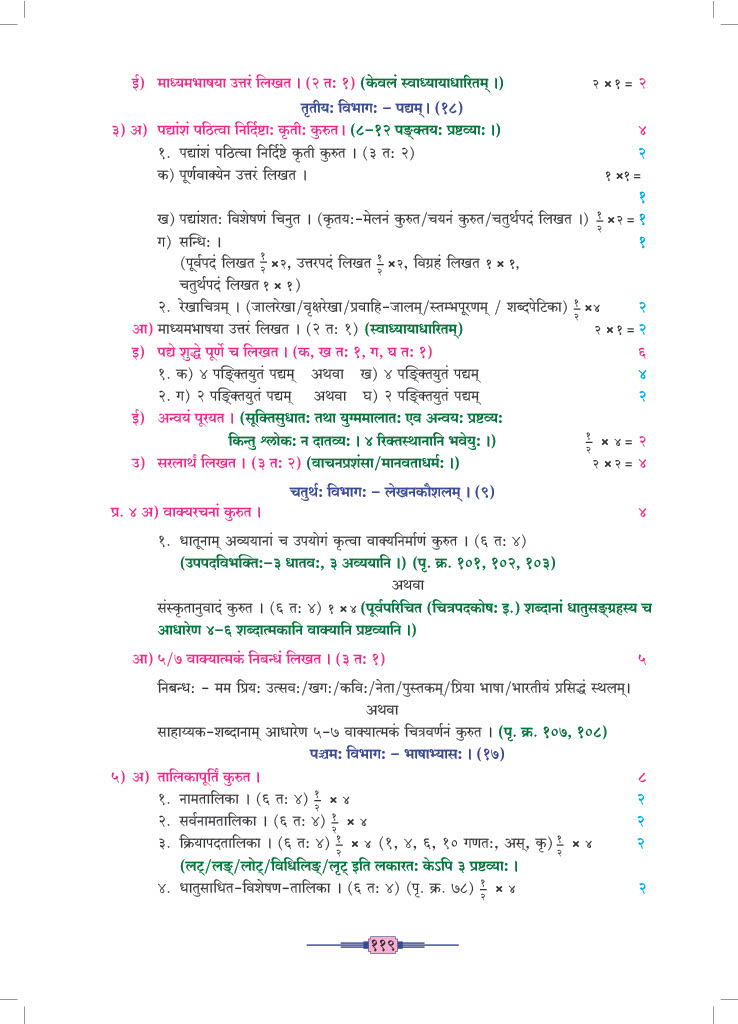 ई) माध्यमभाषया उत्तरं लिखत । (२ त: १) (केवलं स्वाध्यायाधारितम् ।) २ × १ = २
तृतीय: विभाग: – पद्यम् । (१८)
३) अ) पद्यांशं पठित्वा निर्दिष्टा: कृती: कुरुत । (८-१२ पङ्क्तय: प्रष्टव्या: ।) ४
१. पद्यांशं पठित्वा निर्दिष्टे कृती कुरुत । (३ त: २) २
क) पूर्णवाक्येन उत्तरं लिखत । १ ×१ =
१
ख) पद्यांशत: विशेषणं चिनुत । (कृतय:-मेलनं कुरुत/चयनं कुरुत/चतुर्थपदं लिखत ।) १/२ ×२ = १
ग) सन्धि: । १
(पूर्वपदं लिखत १/२ ×२, उत्तरपदं लिखत १/२ ×२, विग्रहं लिखत १ × १,
चतुर्थपदं लिखत १ × १)
२. रेखाचित्रम् । (जालरेखा/वृक्षरेखा/प्रवाहि-जालम्/स्तम्भपूरणम् / शब्दपेटिका) १/२ ×४ २
आ) माध्यमभाषया उत्तरं लिखत । (२ त: १) (स्वाध्यायाधारितम्) २ × १ = २
इ) पद्ये शुद्धे पूर्णे च लिखत । (क, ख त: १, ग, घ त: १) ६
१. क) ४ पङ्क्तियुतं पद्यम् अथवा ख) ४ पङ्क्तियुतं पद्यम् ४
२. ग) २ पङ्क्तियुतं पद्यम् अथवा घ) २ पङ्क्तियुतं पद्यम् २
ई) अन्वयं पूरयत । (सूक्तिसुधात: तथा युग्ममालात: एव अन्वय: प्रष्टव्य:
किन्तु श्लोक: न दातव्य: । ४ रिक्तस्थानानि भवेयु: ।) १/२ × ४ = २
उ) सरलार्थं लिखत । (३ त: २) (वाचनप्रशंसा/मानवताधर्म: ।) २ × २ = ४
चतुर्थ: विभाग: – लेखनकौशलम् । (९)
प्र. ४ अ) वाक्यरचनां कुरुत । ४
१. धातूनाम् अव्ययानां च उपयोगं कृत्वा वाक्यनिर्माणं कुरुत । (६ त: ४)
(उपपदविभक्ति:–३ धातव:, ३ अव्ययानि ।) (पृ. क्र. १०१, १०२, १०३)
अथवा
संस्कृतानुवादं कुरुत । (६ त: ४) १ ×४ (पूर्वपरिचित (चित्रपदकोष: इ.) शब्दानां धातुसङ्ग्रहस्य च
आधारेण ४-६ शब्दात्मकानि वाक्यानि प्रष्टव्यानि ।)
आ) ५/७ वाक्यात्मकं निबन्धं लिखत । (३ त: १) ५
निबन्ध: - मम प्रिय: उत्सव:/खग:/कवि:/नेता/पुस्तकम्/प्रिया भाषा/भारतीयं प्रसिद्धं स्थलम्।
अथवा
साहाय्यक-शब्दानाम् आधारेण ५-७ वाक्यात्मकं चित्रवर्णनं कुरुत । (पृ. क्र. १०७, १०८)
पञ्चम: विभाग: – भाषाभ्यास: । (१७)
५) अ) तालिकापूर्तिं कुरुत । ८
१. नामतालिका । (६ त: ४) १/२ × ४ २
२. सर्वनामतालिका । (६ त: ४) १/२ × ४ २
३. क्रियापदतालिका । (६ त: ४) १/२ × ४ (१, ४, ६, १० गणत:, अस्, कृ) १/२ × ४ २
(लट्/लङ्/लोट्/विधिलिङ्/लृट् इति लकारत: केऽपि ३ प्रष्टव्या: ।
४. धातुसाधित-विशेषण-तालिका । (६ त: ४) (पृ. क्र. ७८) १/२ × ४ २
११९